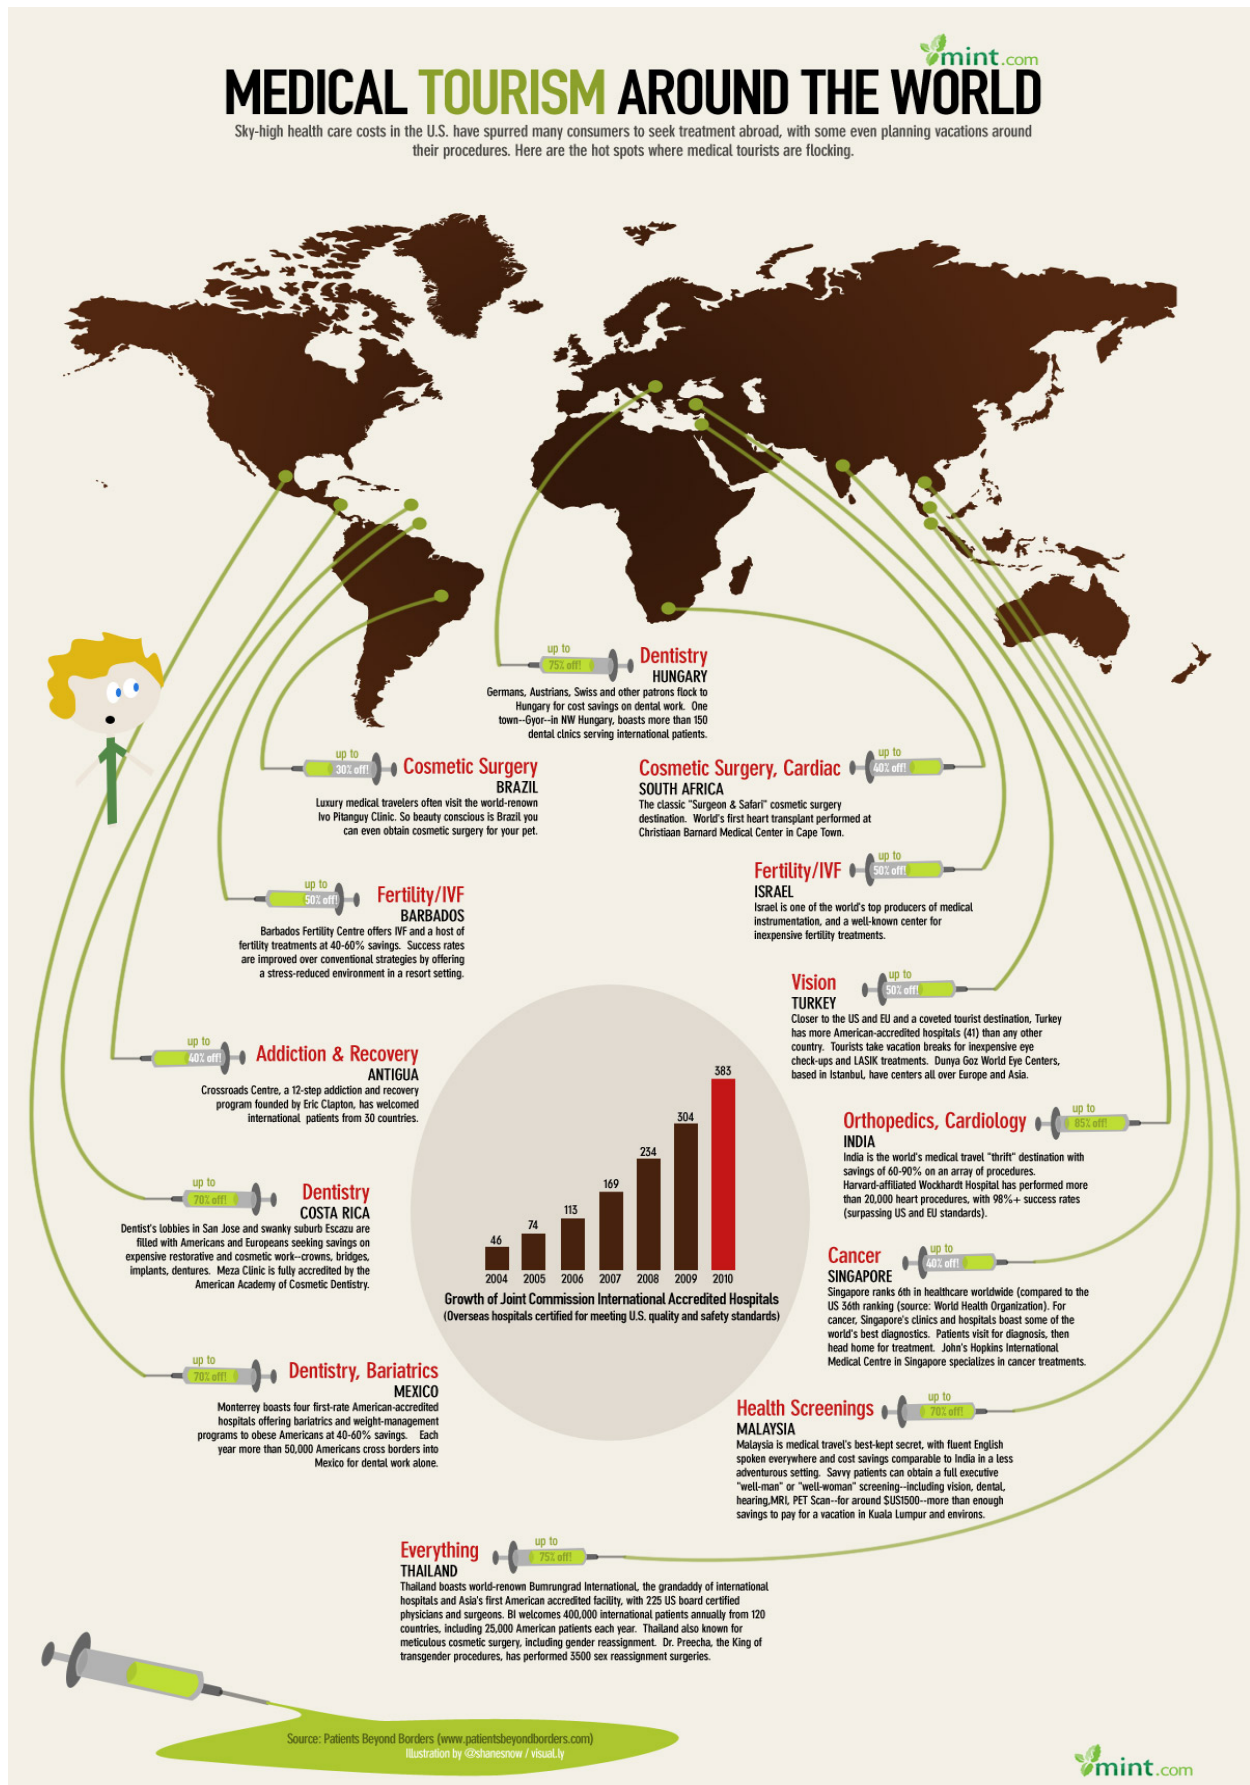 mint.com
MEDICAL TOURISM AROUND THE WORLD
Sky-high health care costs in the U.S. have spurred many consumers to seek treatment abroad, with some even planning vacations around
their procedures. Here are the hot spots where medical tourists are flocking.
up to
75% off!
Dentistry
HUNGARY
Germans, Austrians, Swiss and other patrons flock to
Hungary for cost savings on dental work. One
town--Gyor--in NW Hungary, boasts more than 150
dental clnics serving international patients.
up to
30% off!
Cosmetic Surgery
BRAZIL
Luxury medical travelers often visit the world-renown
Ivo Pitanguy Clinic. So beauty conscious is Brazil you
can even obtain cosmetic surgery for your pet.
Cosmetic Surgery, Cardiac
up to
40% off!
SOUTH AFRICA
The classic "Surgeon & Safari" cosmetic surgery
destination. World's first heart transplant performed at
Christiaan Barnard Medical Center in Cape Town.
up to
50% off!
Fertility/IVF
BARBADOS
Barbados Fertility Centre offers IVF and a host of
fertility treatments at 40-60% savings. Success rates
are improved over conventional strategies by offering
a stress-reduced environment in a resort setting.
Fertility/IVF
up to
50% off!
ISRAEL
Israel is one of the world's top producers of medical
instrumentation, and a well-known center for
inexpensive fertility treatments.
Vision
up to
50% off!
TURKEY
Closer to the US and EU and a coveted tourist destination, Turkey
has more American-accredited hospitals (41) than any other
country. Tourists take vacation breaks for inexpensive eye
check-ups and LASIK treatments. Dunya Goz World Eye Centers,
based in Istanbul, have centers all over Europe and Asia.
up to
40% off!
Addiction & Recovery
ANTIGUA
Crossroads Centre, a 12-step addiction and recovery
program founded by Eric Clapton, has welcomed
international patients from 30 countries.
Orthopedics, Cardiology
up to
85% off!
INDIA
India is the world's medical travel "thrift" destination with
savings of 60-90% on an array of procedures.
Harvard-affiliated Wockhardt Hospital has performed more
than 20,000 heart procedures, with 98%+ success rates
(surpassing US and EU standards).
up to
70% off!
Dentistry
COSTA RICA
Dentist's lobbies in San Jose and swanky suburb Escazu are
filled with Americans and Europeans seeking savings on
expensive restorative and cosmetic work--crowns, bridges,
implants, dentures. Meza Clinic is fully accredited by the
American Academy of Cosmetic Dentistry.
46
74
113
169
234
304
383
2004 2005 2006 2007 2008 2009 2010
Growth of Joint Commission International Accredited Hospitals
(Overseas hospitals certified for meeting U.S. quality and safety standards)
Cancer
up to
40% off!
SINGAPORE
Singapore ranks 6th in healthcare worldwide (compared to the
US 36th ranking (source: World Health Organization). For
cancer, Singapore's clinics and hospitals boast some of the
world's best diagnostics. Patients visit for diagnosis, then
head home for treatment. John's Hopkins International
Medical Centre in Singapore specializes in cancer treatments.
up to
70% off!
Dentistry, Bariatrics
MEXICO
Monterrey boasts four first-rate American-accredited
hospitals offering bariatrics and weight-management
programs to obese Americans at 40-60% savings. Each
year more than 50,000 Americans cross borders into
Mexico for dental work alone.
Health Screenings
up to
70% off!
MALAYSIA
Malaysia is medical travel's best-kept secret, with fluent English
spoken everywhere and cost savings comparable to India in a less
adventurous setting. Savvy patients can obtain a full executive
"well-man" or "well-woman" screening--including vision, dental,
hearing,MRI, PET Scan--for around $US1500--more than enough
savings to pay for a vacation in Kuala Lumpur and environs.
Everything
up to
75% off!
THAILAND
Thailand boasts world-renown Bumrungrad International, the grandaddy of international
hospitals and Asia's first American accredited facility, with 225 US board certified
physicians and surgeons. BI welcomes 400,000 international patients annually from 120
countries, including 25,000 American patients each year. Thailand also known for
meticulous cosmetic surgery, including gender reassignment. Dr. Preecha, the King of
transgender procedures, has performed 3500 sex reassignment surgeries.
Source: Patients Beyond Borders (www.patientsbeyondborders.com)
Illustration by @shanesnow / visual.ly
mint.com